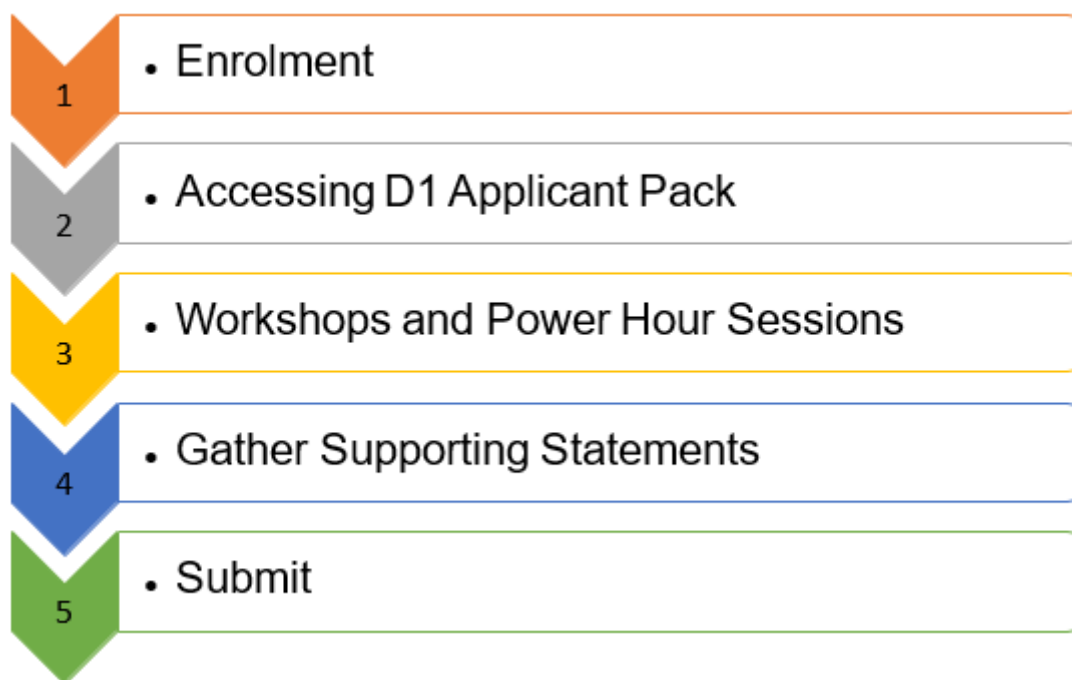 1
• Enrolment
2
• Accessing D1 Applicant Pack
3
• Workshops and Power Hour Sessions
4
• Gather Supporting Statements
5
• Submit